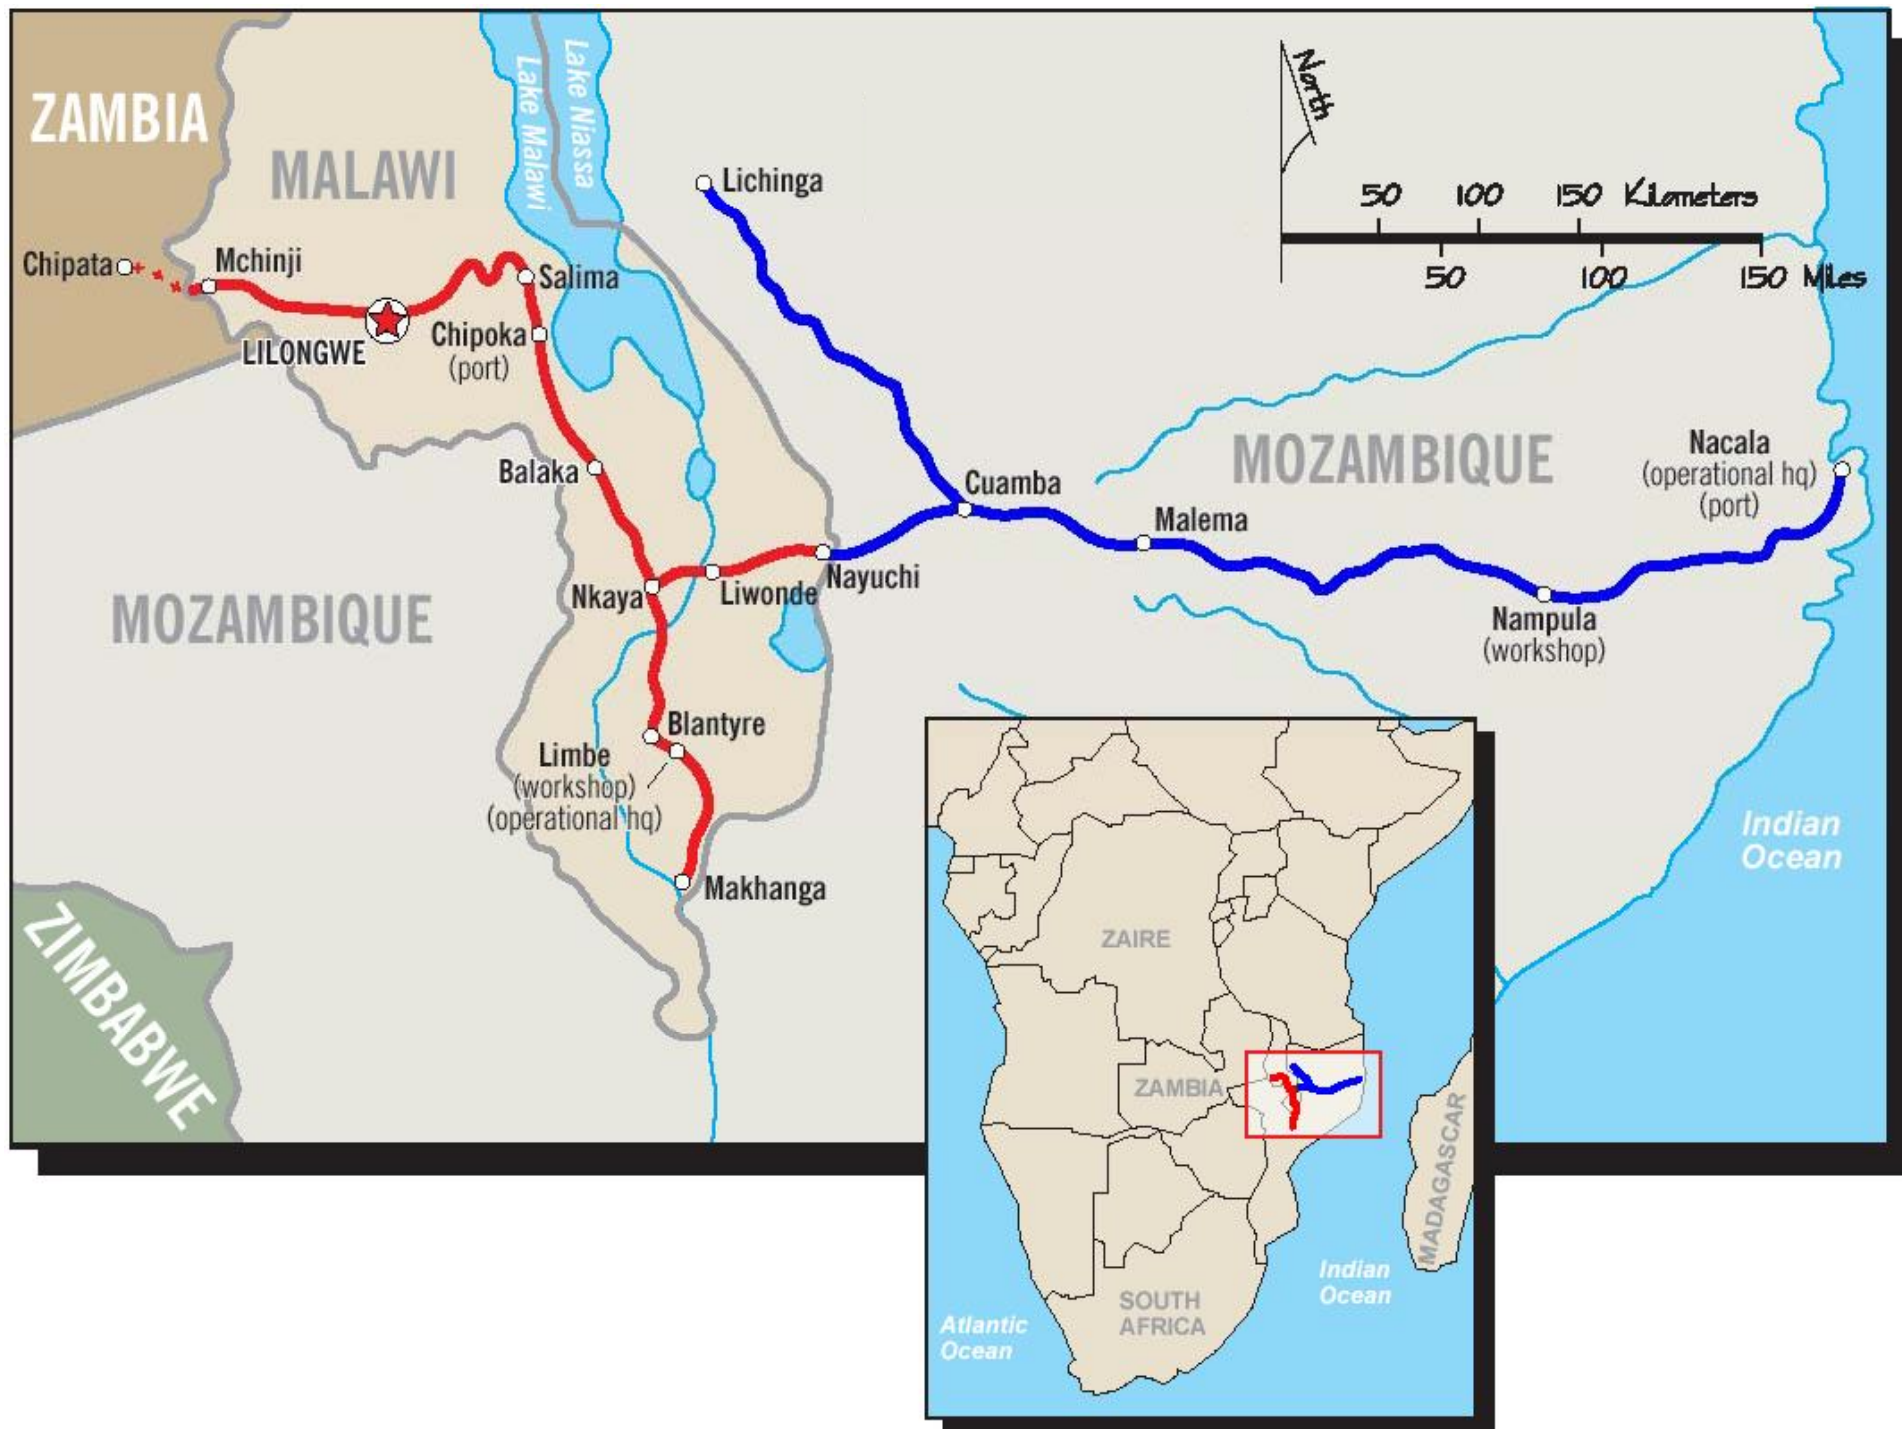 ZAMBIA
MALAWI
Lake Malawi
Lake Niassa
Lichinga
North
50 100 150 Kilometers
50 100 150 Miles
Chipata
Mchinji
Salima
LILONGWE
Chipoka
(port)
MOZAMBIQUE
Nacala
(operational hq)
(port)
Balaka
Cuamba
Malema
Nayuchi
Liwonde
Nkaya
MOZAMBIQUE
Nampula
(workshop)
Blantyre
Limbe
(workshop)
(operational hq)
Makhanga
Indian
Ocean
ZIMBABWE
ZAIRE
ZAMBIA
MADAGASCAR
Indian
Ocean
SOUTH
AFRICA
Atlantic
Ocean